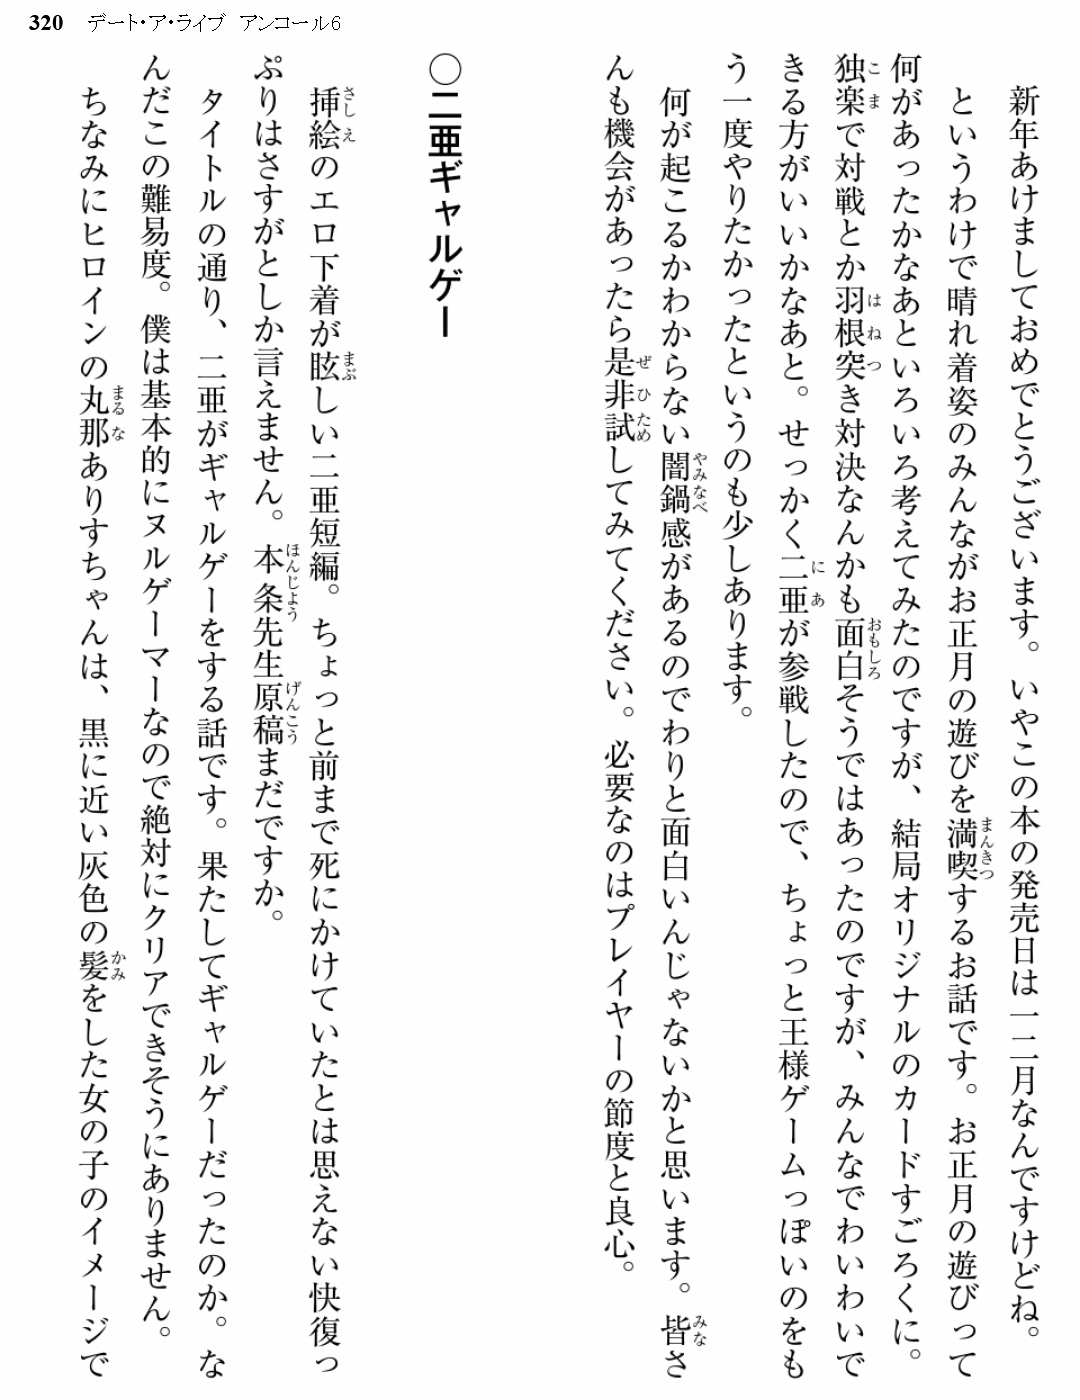 320 デート・ア・ライブ アンコール6
新年あけましておめでとうございます。いやこの本の発売日は一二月なんですけどね。
というわけで晴れ着姿のみんながお正月の遊びを満喫するお話です。お正月の遊びって
何があったかなあといろいろ考えてみたのですが、結局オリジナルのカードすごろくに。
独楽で対戦とか羽根突き対決なんかも面白そうではあったのですが、みんなでわいわいで
きる方がいいかなあと。せっかく二亜が参戦したので、ちょっと王様ゲームっぽいのをも
う一度やりたかったというのも少しあります。
何が起こるかわからない闇鍋感があるのでわりと面白いんじゃないかと思います。皆さ
んも機会があったら是非試してみてください。必要なのはプレイヤーの節度と良心。
○二亜ギャルゲー
挿絵のエロ下着が眩しい二亜短編。ちょっと前まで死にかけていたとは思えない快復っ
ぷりはさすがとしか言えません。本条先生原稿まだですか。
タイトルの通り、二亜がギャルゲーをする話です。果たしてギャルゲーだったのか。な
んだこの難易度。僕は基本的にヌルゲーマーなので絶対にクリアできそうにありません。
ちなみにヒロインの丸那ありすちゃんは、黒に近い灰色の髪をした女の子のイメージで